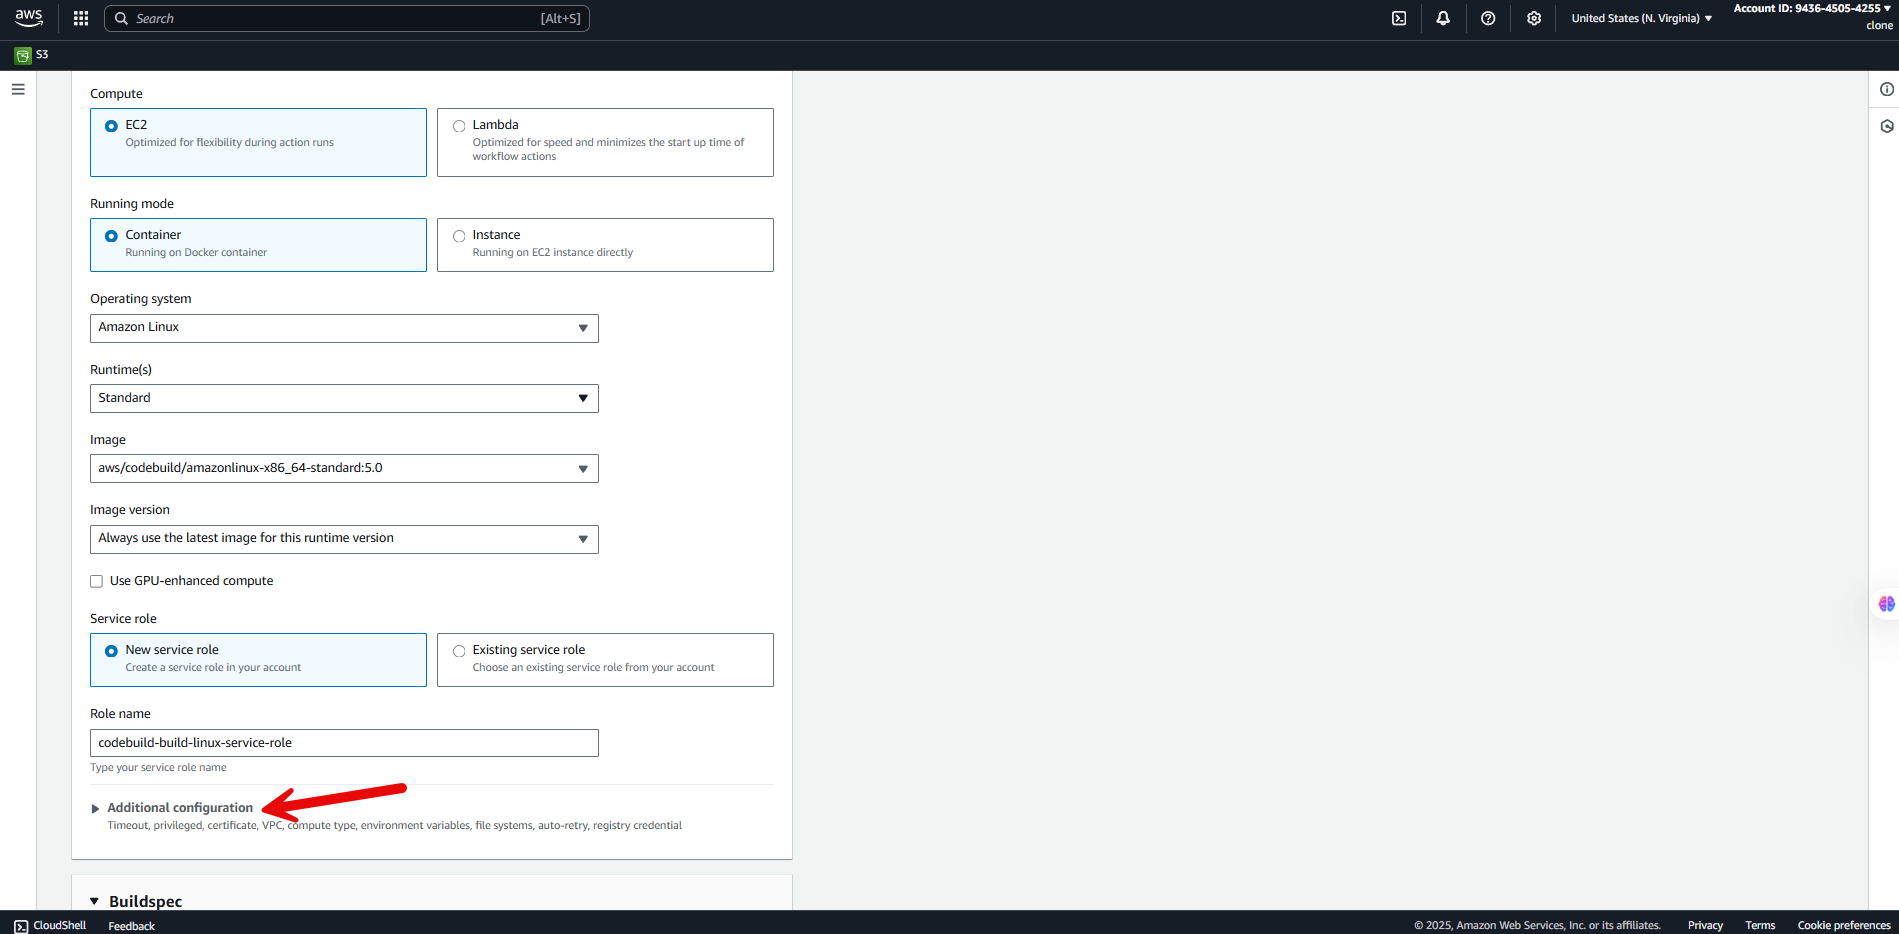 aws
Search
[Alt+S]
United States (N. Virginia)
Account ID: 9436-4505-4255
clone
S3
Compute
EC2
Optimized for flexibility during action runs
Lambda
Optimized for speed and minimizes the start up time of
workflow actions
Running mode
Container
Running on Docker container
Instance
Running on EC2 instance directly
Operating system
Amazon Linux
Runtime(s)
Standard
Image
aws/codebuild/amazonlinux-x86_64-standard:5.0
Image version
Always use the latest image for this runtime version
Use GPU-enhanced compute
Service role
New service role
Create a service role in your account
Existing service role
Choose an existing service role from your account
Role name
codebuild-build-linux-service-role
Type your service role name
Additional configuration
Timeout, privileged, certificate, VPC, compute type, environment variables, file systems, auto-retry, registry credential
Buildspec
CloudShell
Feedback
© 2025, Amazon Web Services, Inc. or its affiliates.
Privacy
Terms
Cookie preferences